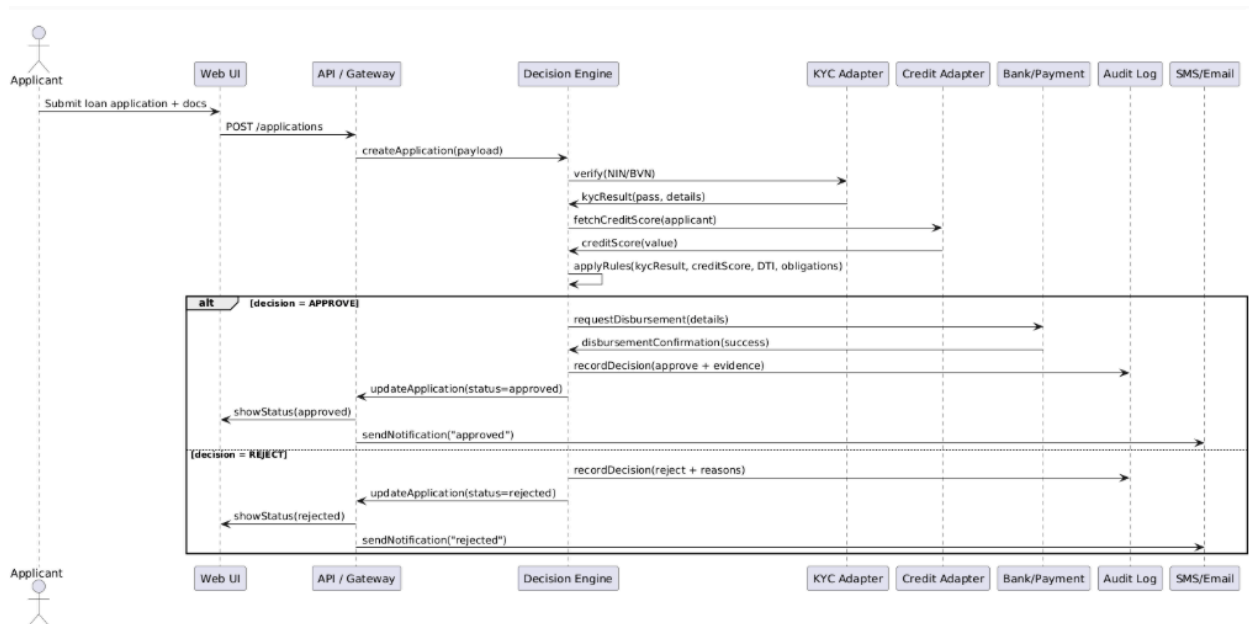 Applicant
Web UI
API / Gateway
Decision Engine
KYC Adapter
Credit Adapter
Bank/Payment
Audit Log
SMS/Email
Submit loan application + docs
POST /applications
createApplication(payload)
verify(NIN/BVN)
kycResult(pass, details)
fetchCreditScore(applicant)
creditScore(value)
applyRules(kycResult, creditScore, DTI, obligations)
alt [decision = APPROVE]
requestDisbursement(details)
disbursementConfirmation(success)
recordDecision(approve + evidence)
updateApplication(status=approved)
showStatus(approved)
sendNotification("approved")
[decision = REJECT]
recordDecision(reject + reasons)
updateApplication(status=rejected)
showStatus(rejected)
sendNotification("rejected")
Applicant
Web UI
API / Gateway
Decision Engine
KYC Adapter
Credit Adapter
Bank/Payment
Audit Log
SMS/Email